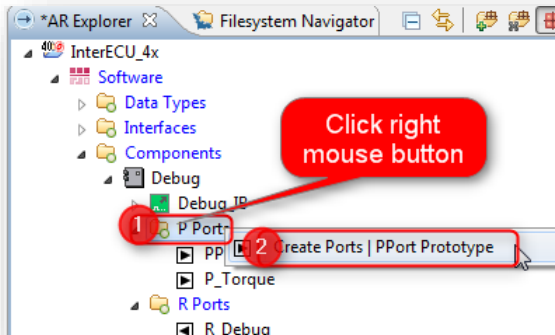 *AR Explorer
Filesystem Navigator
InterECU_4x
Software
Data Types
Interfaces
Components
Click right
mouse button
Debug
Debug_IB
1
P Port
2
Create Ports | PPort Prototype
PP
P_Torque
R Ports
R_Debug